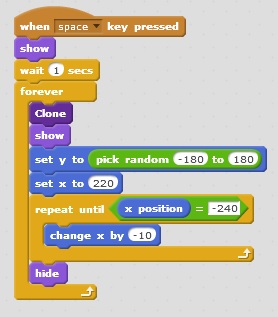 when space key pressed
show
wait 1 secs
forever
Clone
show
set y to pick random -180 to 180
set x to 220
repeat until x position = -240
change x by -10
hide